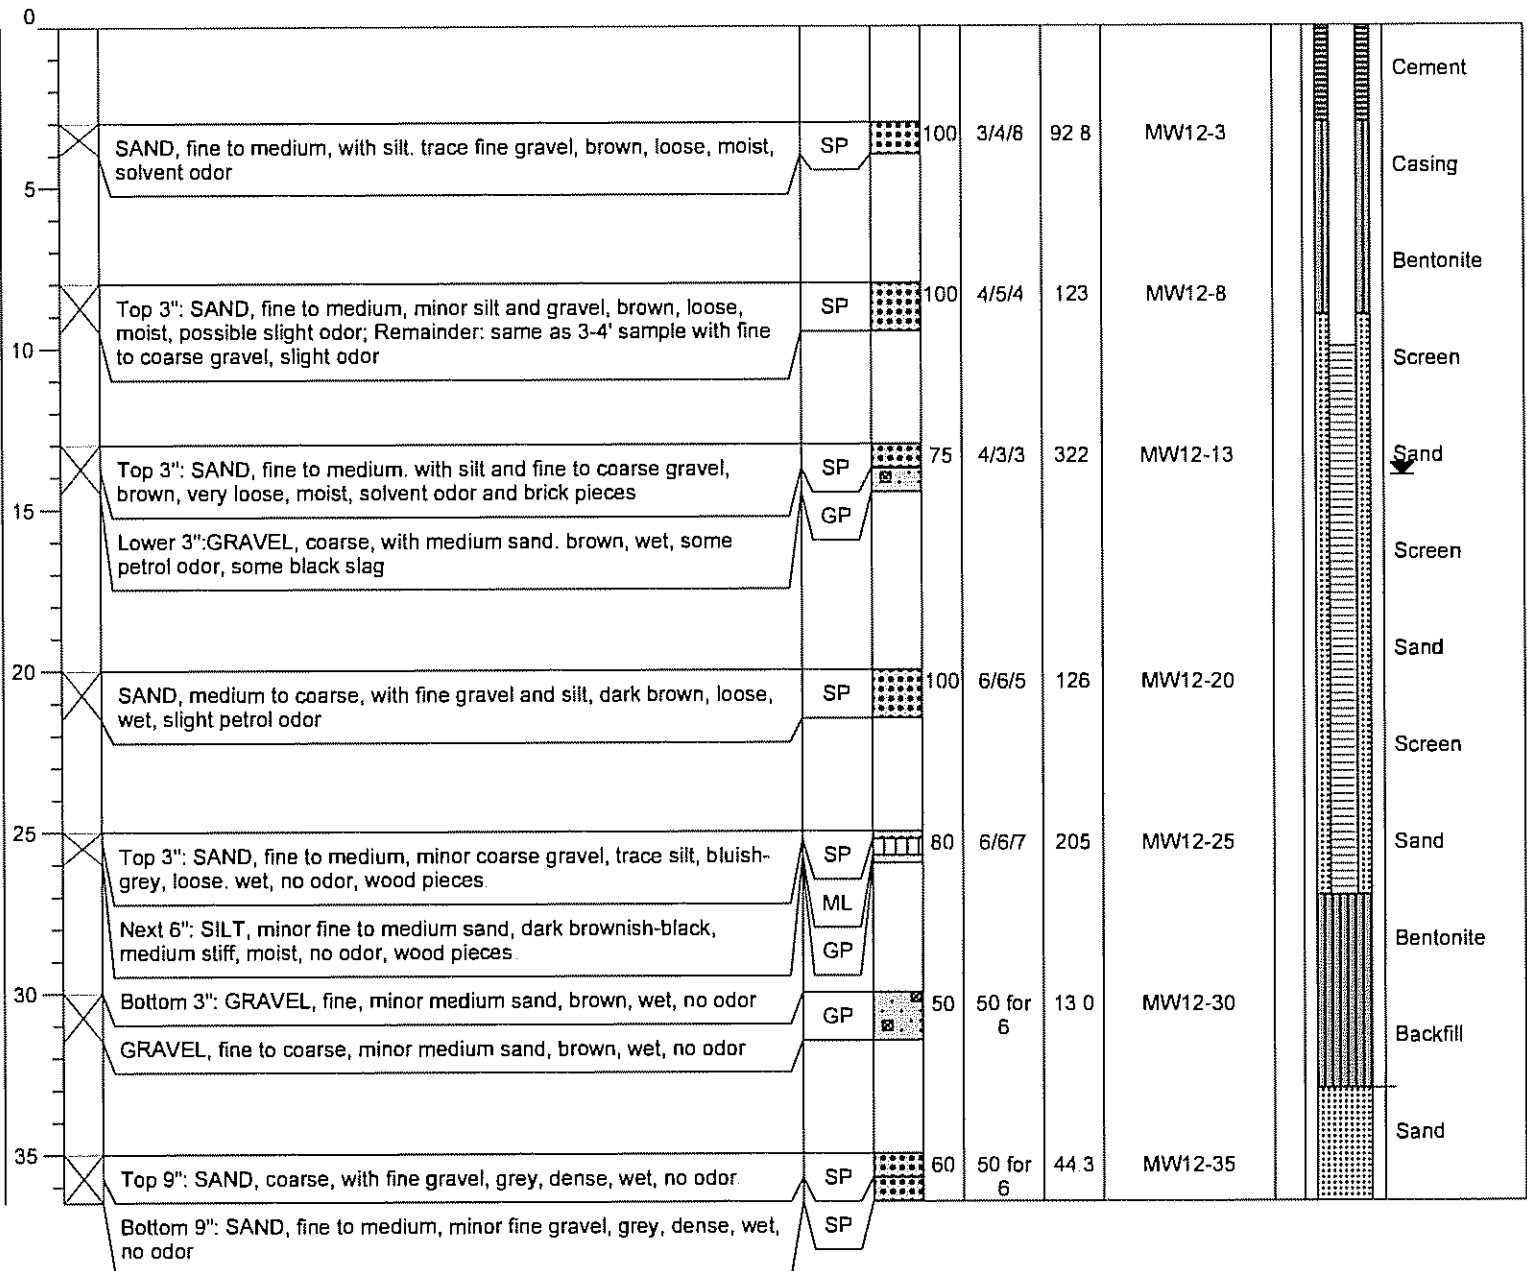 0
Cement
SAND, fine to medium, with silt. trace fine gravel, brown, loose, moist,
solvent odor
SP
100
3/4/8
92 8
MW12-3
Casing
5
Bentonite
Top 3": SAND, fine to medium, minor silt and gravel, brown, loose,
moist, possible slight odor; Remainder: same as 3-4' sample with fine
to coarse gravel, slight odor
SP
100
4/5/4
123
MW12-8
10
Screen
Top 3": SAND, fine to medium. with silt and fine to coarse gravel,
brown, very loose, moist, solvent odor and brick pieces
SP
75
4/3/3
322
MW12-13
Sand
15
GP
Lower 3":GRAVEL, coarse, with medium sand. brown, wet, some
petrol odor, some black slag
Screen
Sand
20
SAND, medium to coarse, with fine gravel and silt, dark brown, loose,
wet, slight petrol odor
SP
100
6/6/5
126
MW12-20
Screen
25
Top 3": SAND, fine to medium, minor coarse gravel, trace silt, bluish-
grey, loose. wet, no odor, wood pieces
SP
80
6/6/7
205
MW12-25
Sand
ML
Next 6": SILT, minor fine to medium sand, dark brownish-black,
medium stiff, moist, no odor, wood pieces
GP
Bentonite
30
Bottom 3": GRAVEL, fine, minor medium sand, brown, wet, no odor
GP
50
50 for
6
13 0
MW12-30
GRAVEL, fine to coarse, minor medium sand, brown, wet, no odor
Backfill
Sand
35
Top 9": SAND, coarse, with fine gravel, grey, dense, wet, no odor
SP
60
50 for
6
44 3
MW12-35
Bottom 9": SAND, fine to medium, minor fine gravel, grey, dense, wet,
no odor
SP